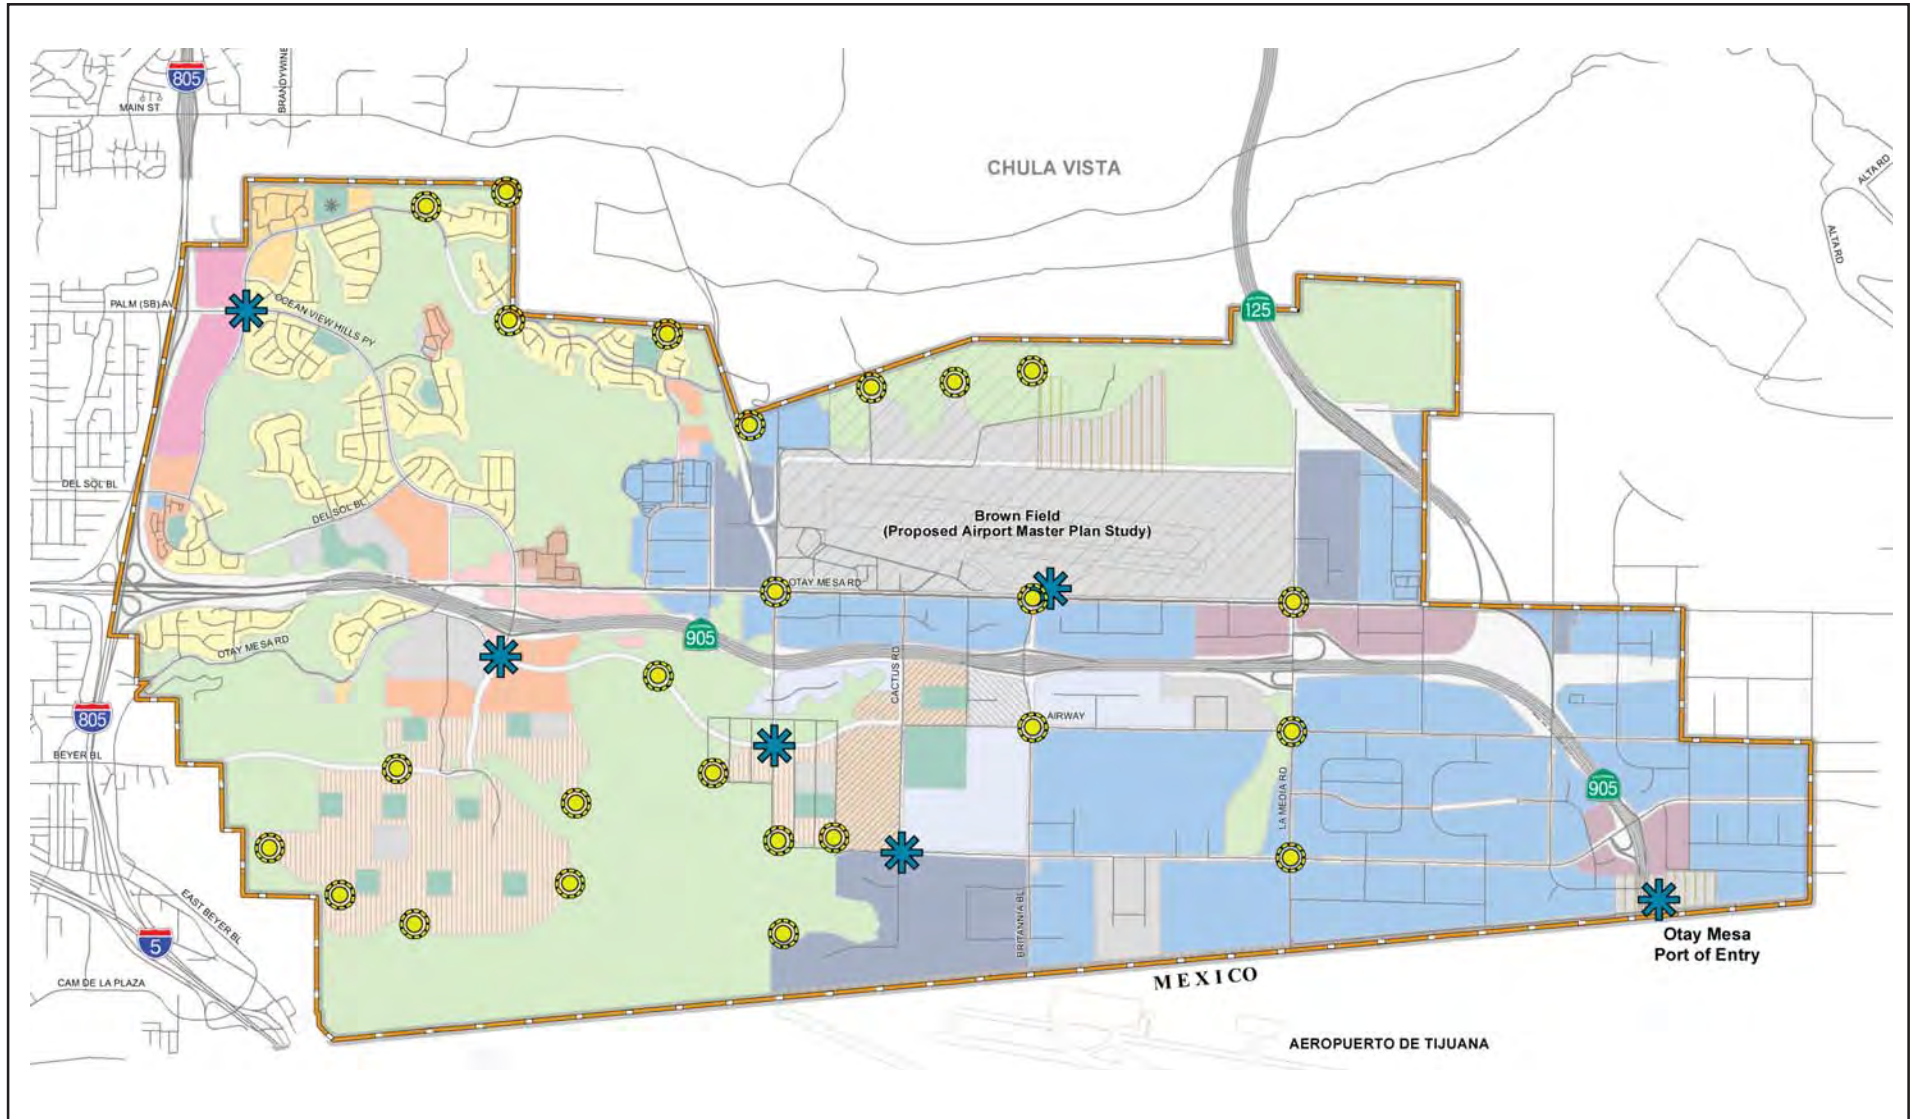 805
MAIN ST
BRANDYWINE
CHULA VISTA
ALTA RD
ALTA RD
125
PALM (SB) AV
OCEAN VIEW HILLS PY
DEL SOL BL
DEL SOL BL
Brown Field
(Proposed Airport Master Plan Study)
OTAY MESA RD
905
OTAY MESA RD
CACTUS RD
805
AIRWAY
BEYER BL
LA MEDIA RD
905
EAST BEYER BL
BRITANNIA BL
5
Otay Mesa
Port of Entry
CAM DE LA PLAZA
MEXICO
AEROPUERTO DE TIJUANA